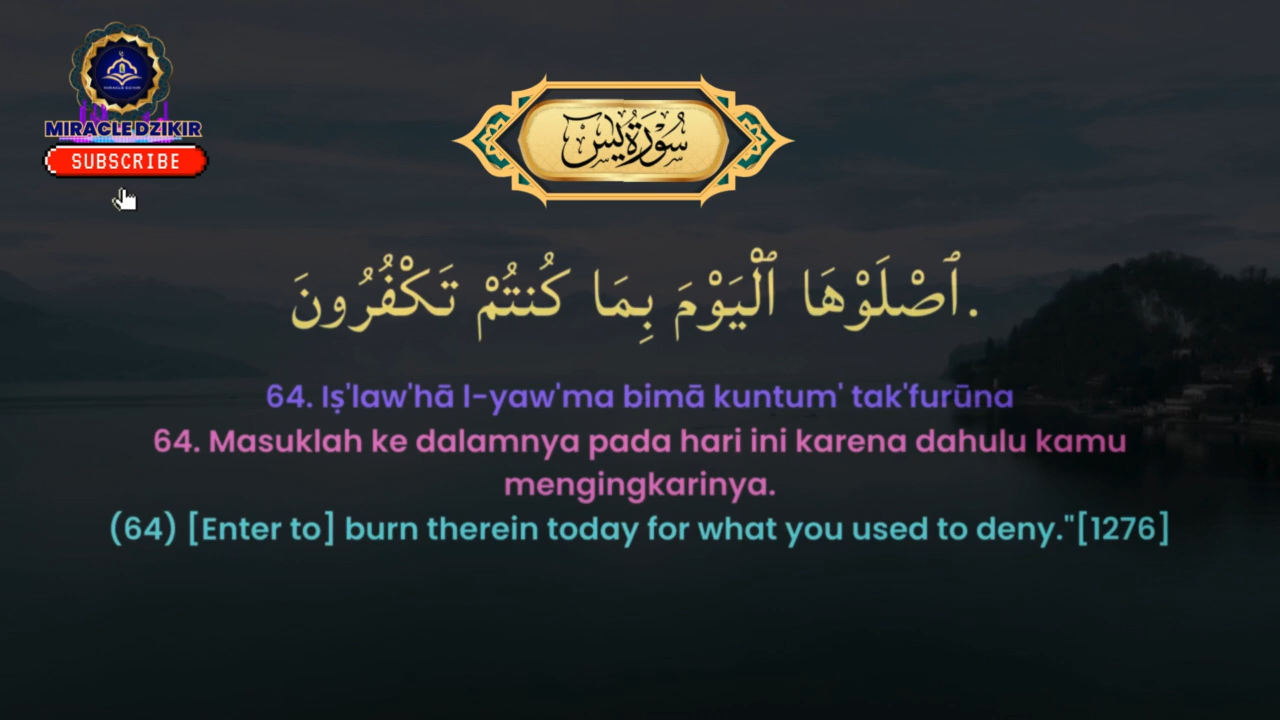 MIRACLE DZIKIR
SUBSCRIBE
سُورَةُ يسٓ
ٱصْلَوْهَا ٱلْيَوْمَ بِمَا كُنتُمْ تَكْفُرُونَ.
64. Iṣ'law'hā l-yaw'ma bimā kuntum' tak'furūna
64. Masuklah ke dalamnya pada hari ini karena dahulu kamu
mengingkarinya.
(64) [Enter to] burn therein today for what you used to deny."[1276]